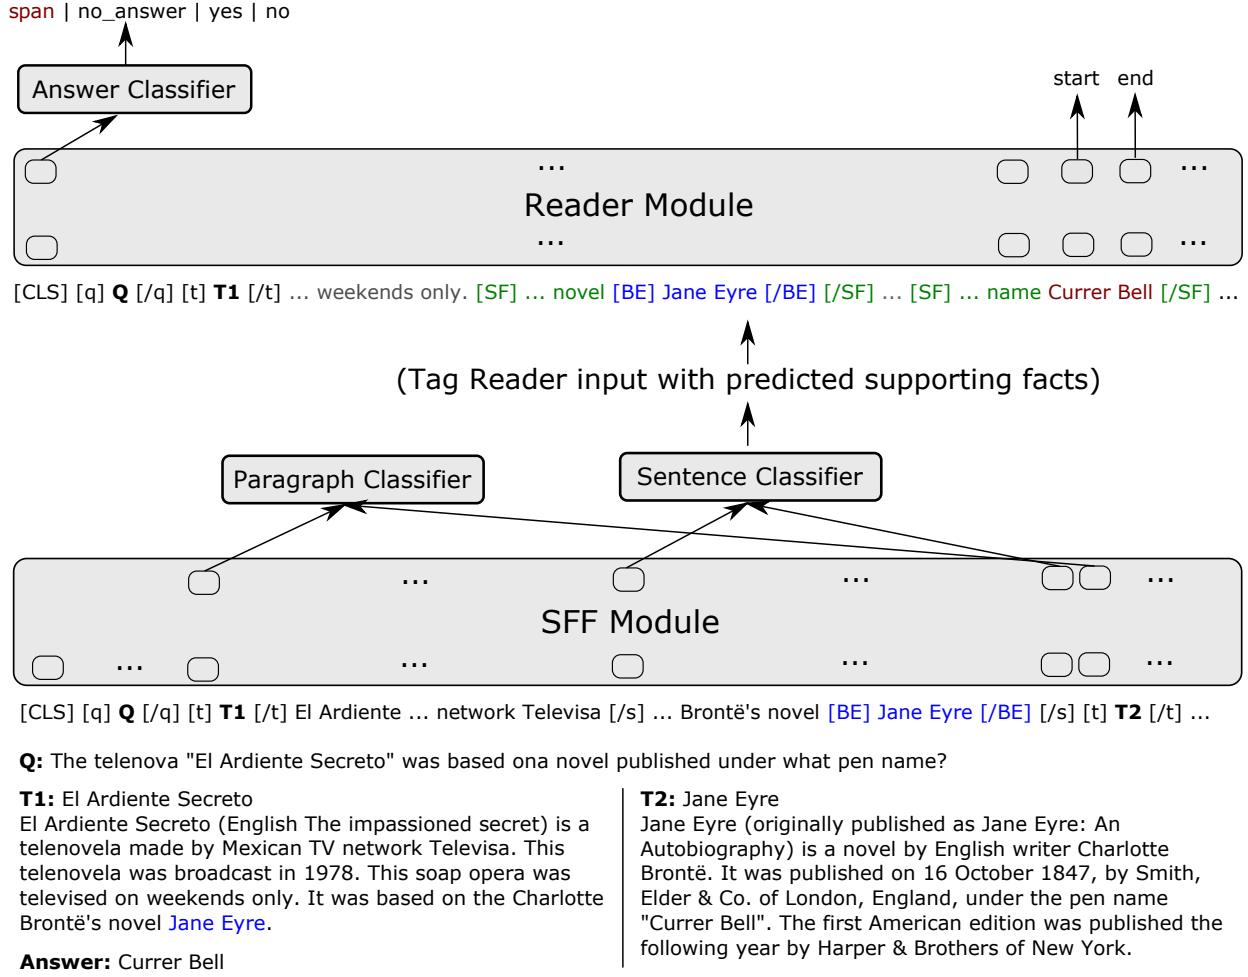 span | no_answer | yes | no
Answer Classifier
start end
...
Reader Module
...
[CLS] [q] Q [/q] [t] T1 [/t] ... weekends only. [SF] ... novel [BE] Jane Eyre [/BE] [/SF] ... [SF] ... name Currer Bell [/SF] ...
(Tag Reader input with predicted supporting facts)
Paragraph Classifier
Sentence Classifier
... ... ...
SFF Module
... ... ... ...
[CLS] [q] Q [/q] [t] T1 [/t] El Ardiente ... network Televisa [/s] ... Brontë's novel [BE] Jane Eyre [/BE] [/s] [t] T2 [/t] ...
Q: The telenova "El Ardiente Secreto" was based ona novel published under what pen name?
T1: El Ardiente Secreto
El Ardiente Secreto (English The impassioned secret) is a
telenovela made by Mexican TV network Televisa. This
telenovela was broadcast in 1978. This soap opera was
televised on weekends only. It was based on the Charlotte
Brontë's novel Jane Eyre.
Answer: Currer Bell
T2: Jane Eyre
Jane Eyre (originally published as Jane Eyre: An
Autobiography) is a novel by English writer Charlotte
Brontë. It was published on 16 October 1847, by Smith,
Elder & Co. of London, England, under the pen name
"Currer Bell". The first American edition was published the
following year by Harper & Brothers of New York.